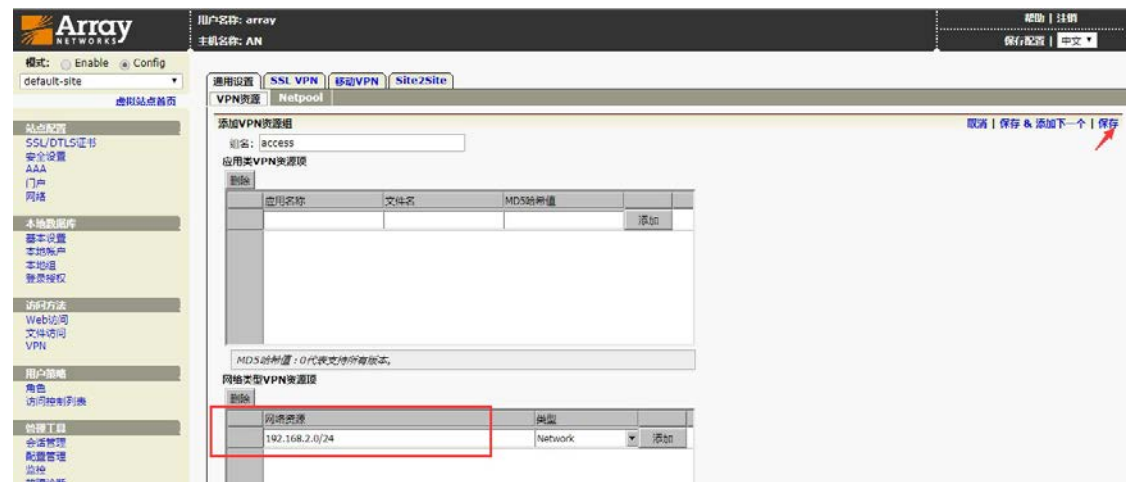 Array
NETWORKS
用户名称: array
主机名称: AN
帮助 | 注销
保存配置 | 中文
模式: Enable Config
default-site
虚拟站点首页
站点配置
SSL/DTLS证书
安全设置
AAA
门户
网络
本地数据库
基本设置
本地账户
本地组
登录授权
访问方法
Web访问
文件访问
VPN
用户策略
角色
访问控制列表
管理工具
会话管理
配置管理
监控
故障诊断
通用设置 SSL VPN 移动VPN Site2Site
VPN资源 Netpool
添加VPN资源组
取消 | 保存 & 添加下一个 | 保存
组名: access
应用类VPN资源项
删除
应用名称 文件名 MD5哈希值
添加
MD5哈希值：0代表支持所有版本。
网络类型VPN资源项
删除
网络资源 类型
192.168.2.0/24 Network 添加